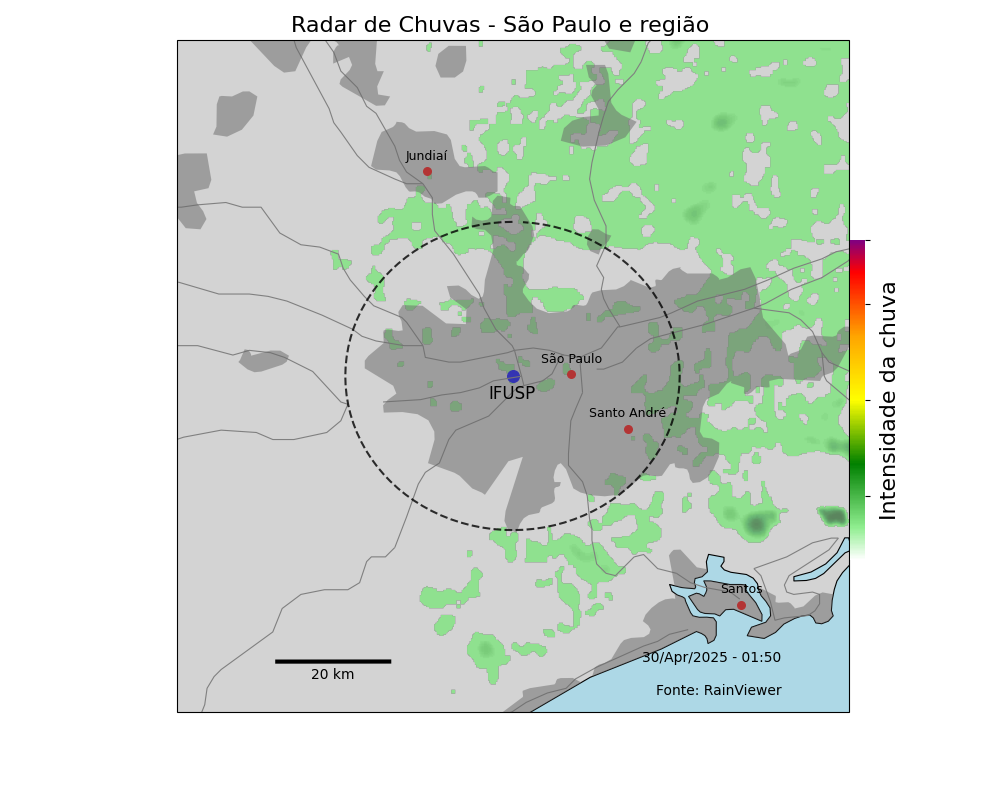 Radar de Chuvas - São Paulo e região
Jundiaí
São Paulo
IFUSP
Santo André
Intensidade da chuva
Santos
30/Apr/2025 - 01:50
20 km
Fonte: RainViewer